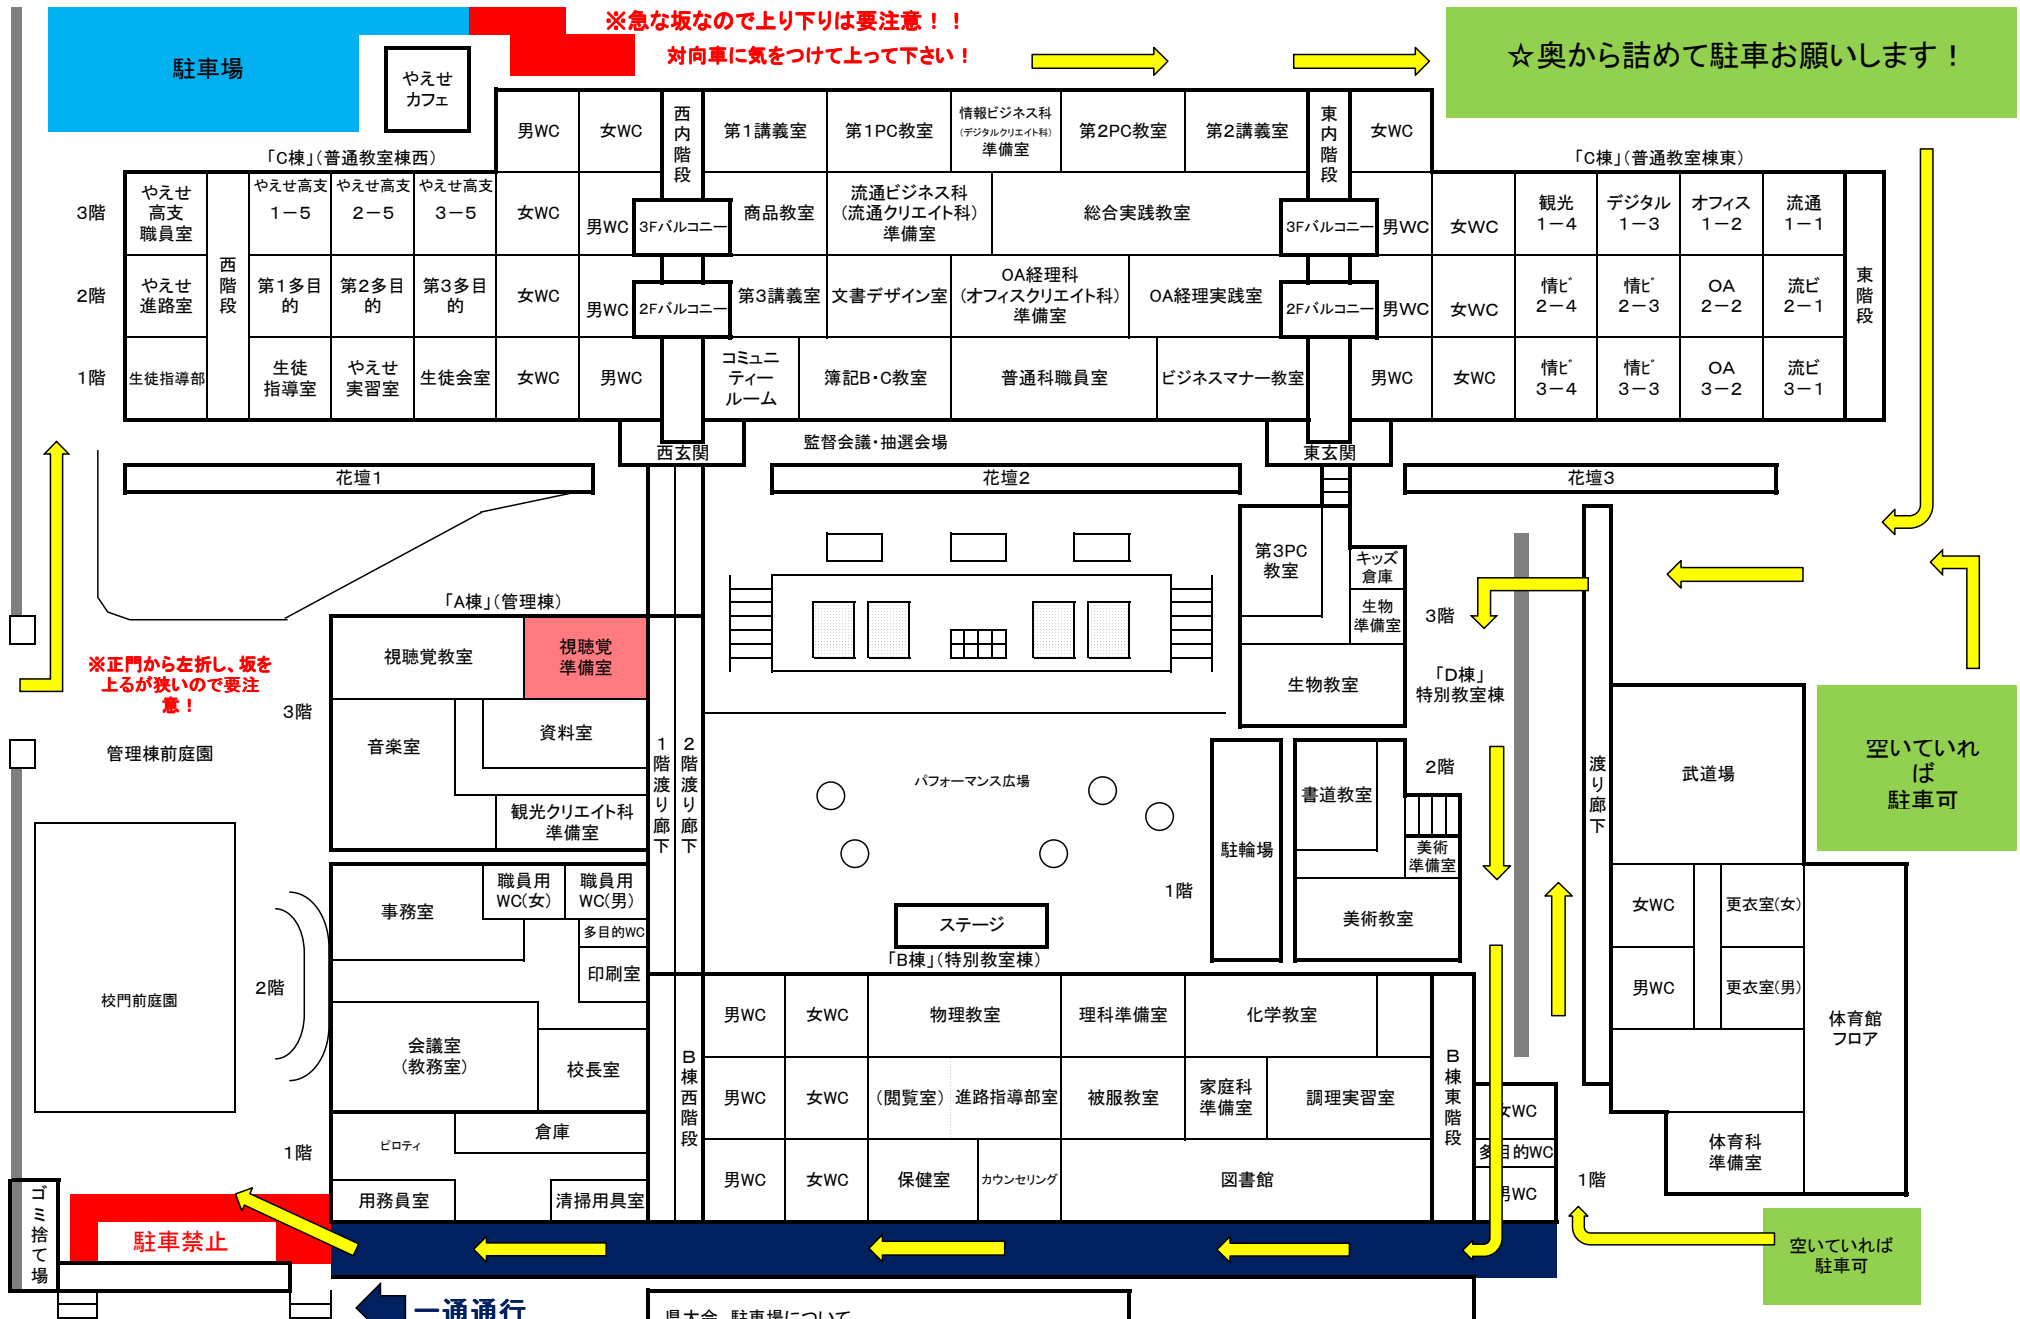 ※急な坂なので上り下りは要注意！！
対向車に気をつけて上って下さい！
☆奥から詰めて駐車お願いします！
駐車場
やえせ
カフェ
「C棟」（普通教室棟西）
「C棟」（普通教室棟東）
男WC
女WC
西内階段
第1講義室
第1PC教室
情報ビジネス科
（デジタルクリエイト科）
準備室
第2PC教室
第2講義室
東内階段
女WC
3階
やえせ
高支
職員室
西階段
やえせ高支
1－5
やえせ高支
2－5
やえせ高支
3－5
女WC
男WC
3Fバルコニー
商品教室
流通ビジネス科
（流通クリエイト科）
準備室
総合実践教室
3Fバルコニー
男WC
女WC
観光
1－4
デジタル
1－3
オフィス
1－2
流通
1－1
東階段
2階
やえせ
進路室
第1多目
的
第2多目
的
第3多目
的
女WC
男WC
2Fバルコニー
第3講義室
文書デザイン室
OA経理科
（オフィスクリエイト科）
準備室
OA経理実践室
2Fバルコニー
男WC
女WC
情ビ
2－4
情ビ
2－3
OA
2－2
流ビ
2－1
1階
生徒指導部
生徒
指導室
やえせ
実習室
生徒会室
女WC
男WC
コミュニ
ティー
ルーム
簿記B・C教室
普通科職員室
ビジネスマナー教室
男WC
女WC
情ビ
3－4
情ビ
3－3
OA
3－2
流ビ
3－1
西玄関
監督会議・抽選会場
東玄関
花壇1
花壇2
花壇3
第3PC
教室
キッズ
倉庫
生物
準備室
3階
生物教室
「D棟」
特別教室棟
「A棟」（管理棟）
視聴覚教室
視聴覚
準備室
※正門から左折し、坂を
上るが狭いので要注
意！
3階
音楽室
資料室
観光クリエイト科
準備室
管理棟前庭園
1階渡り廊下
2階渡り廊下
パフォーマンス広場
駐輪場
書道教室
2階
美術
準備室
美術教室
1階
渡り廊下
武道場
空いていれ
ば
駐車可
事務室
職員用
WC(女)
職員用
WC(男)
多目的WC
印刷室
ステージ
「B棟」（特別教室棟）
女WC
更衣室(女)
男WC
更衣室(男)
体育館
フロア
校門前庭園
2階
会議室
（教務室）
校長室
B棟西階段
男WC
女WC
物理教室
理科準備室
化学教室
B棟東階段
男WC
女WC
（閲覧室）
進路指導部室
被服教室
家庭科
準備室
調理実習室
女WC
多目的WC
男WC
1階
体育科
準備室
1階
ピロティ
倉庫
用務員室
清掃用具室
男WC
女WC
保健室
カウンセリング
図書館
ゴミ捨て場
駐車禁止
空いていれば
駐車可
一通通行
県大会 駐車場について